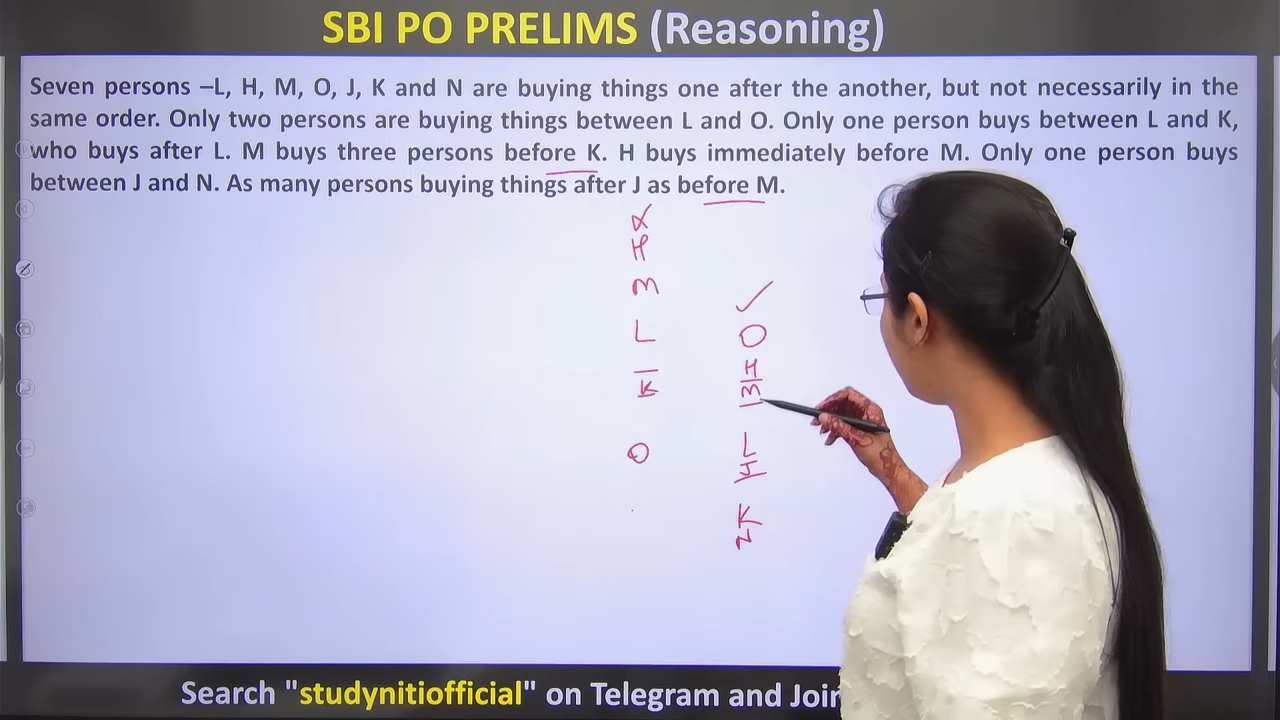 SBI PO PRELIMS (Reasoning)
Seven persons –L, H, M, O, J, K and N are buying things one after the another, but not necessarily in the
same order. Only two persons are buying things between L and O. Only one person buys between L and K,
who buys after L. M buys three persons before K. H buys immediately before M. Only one person buys
between J and N. As many persons buying things after J as before M.
H
M
L
K
O
O
H
M
L
J
K
N
Search "studynitiofficial" on Telegram and Join